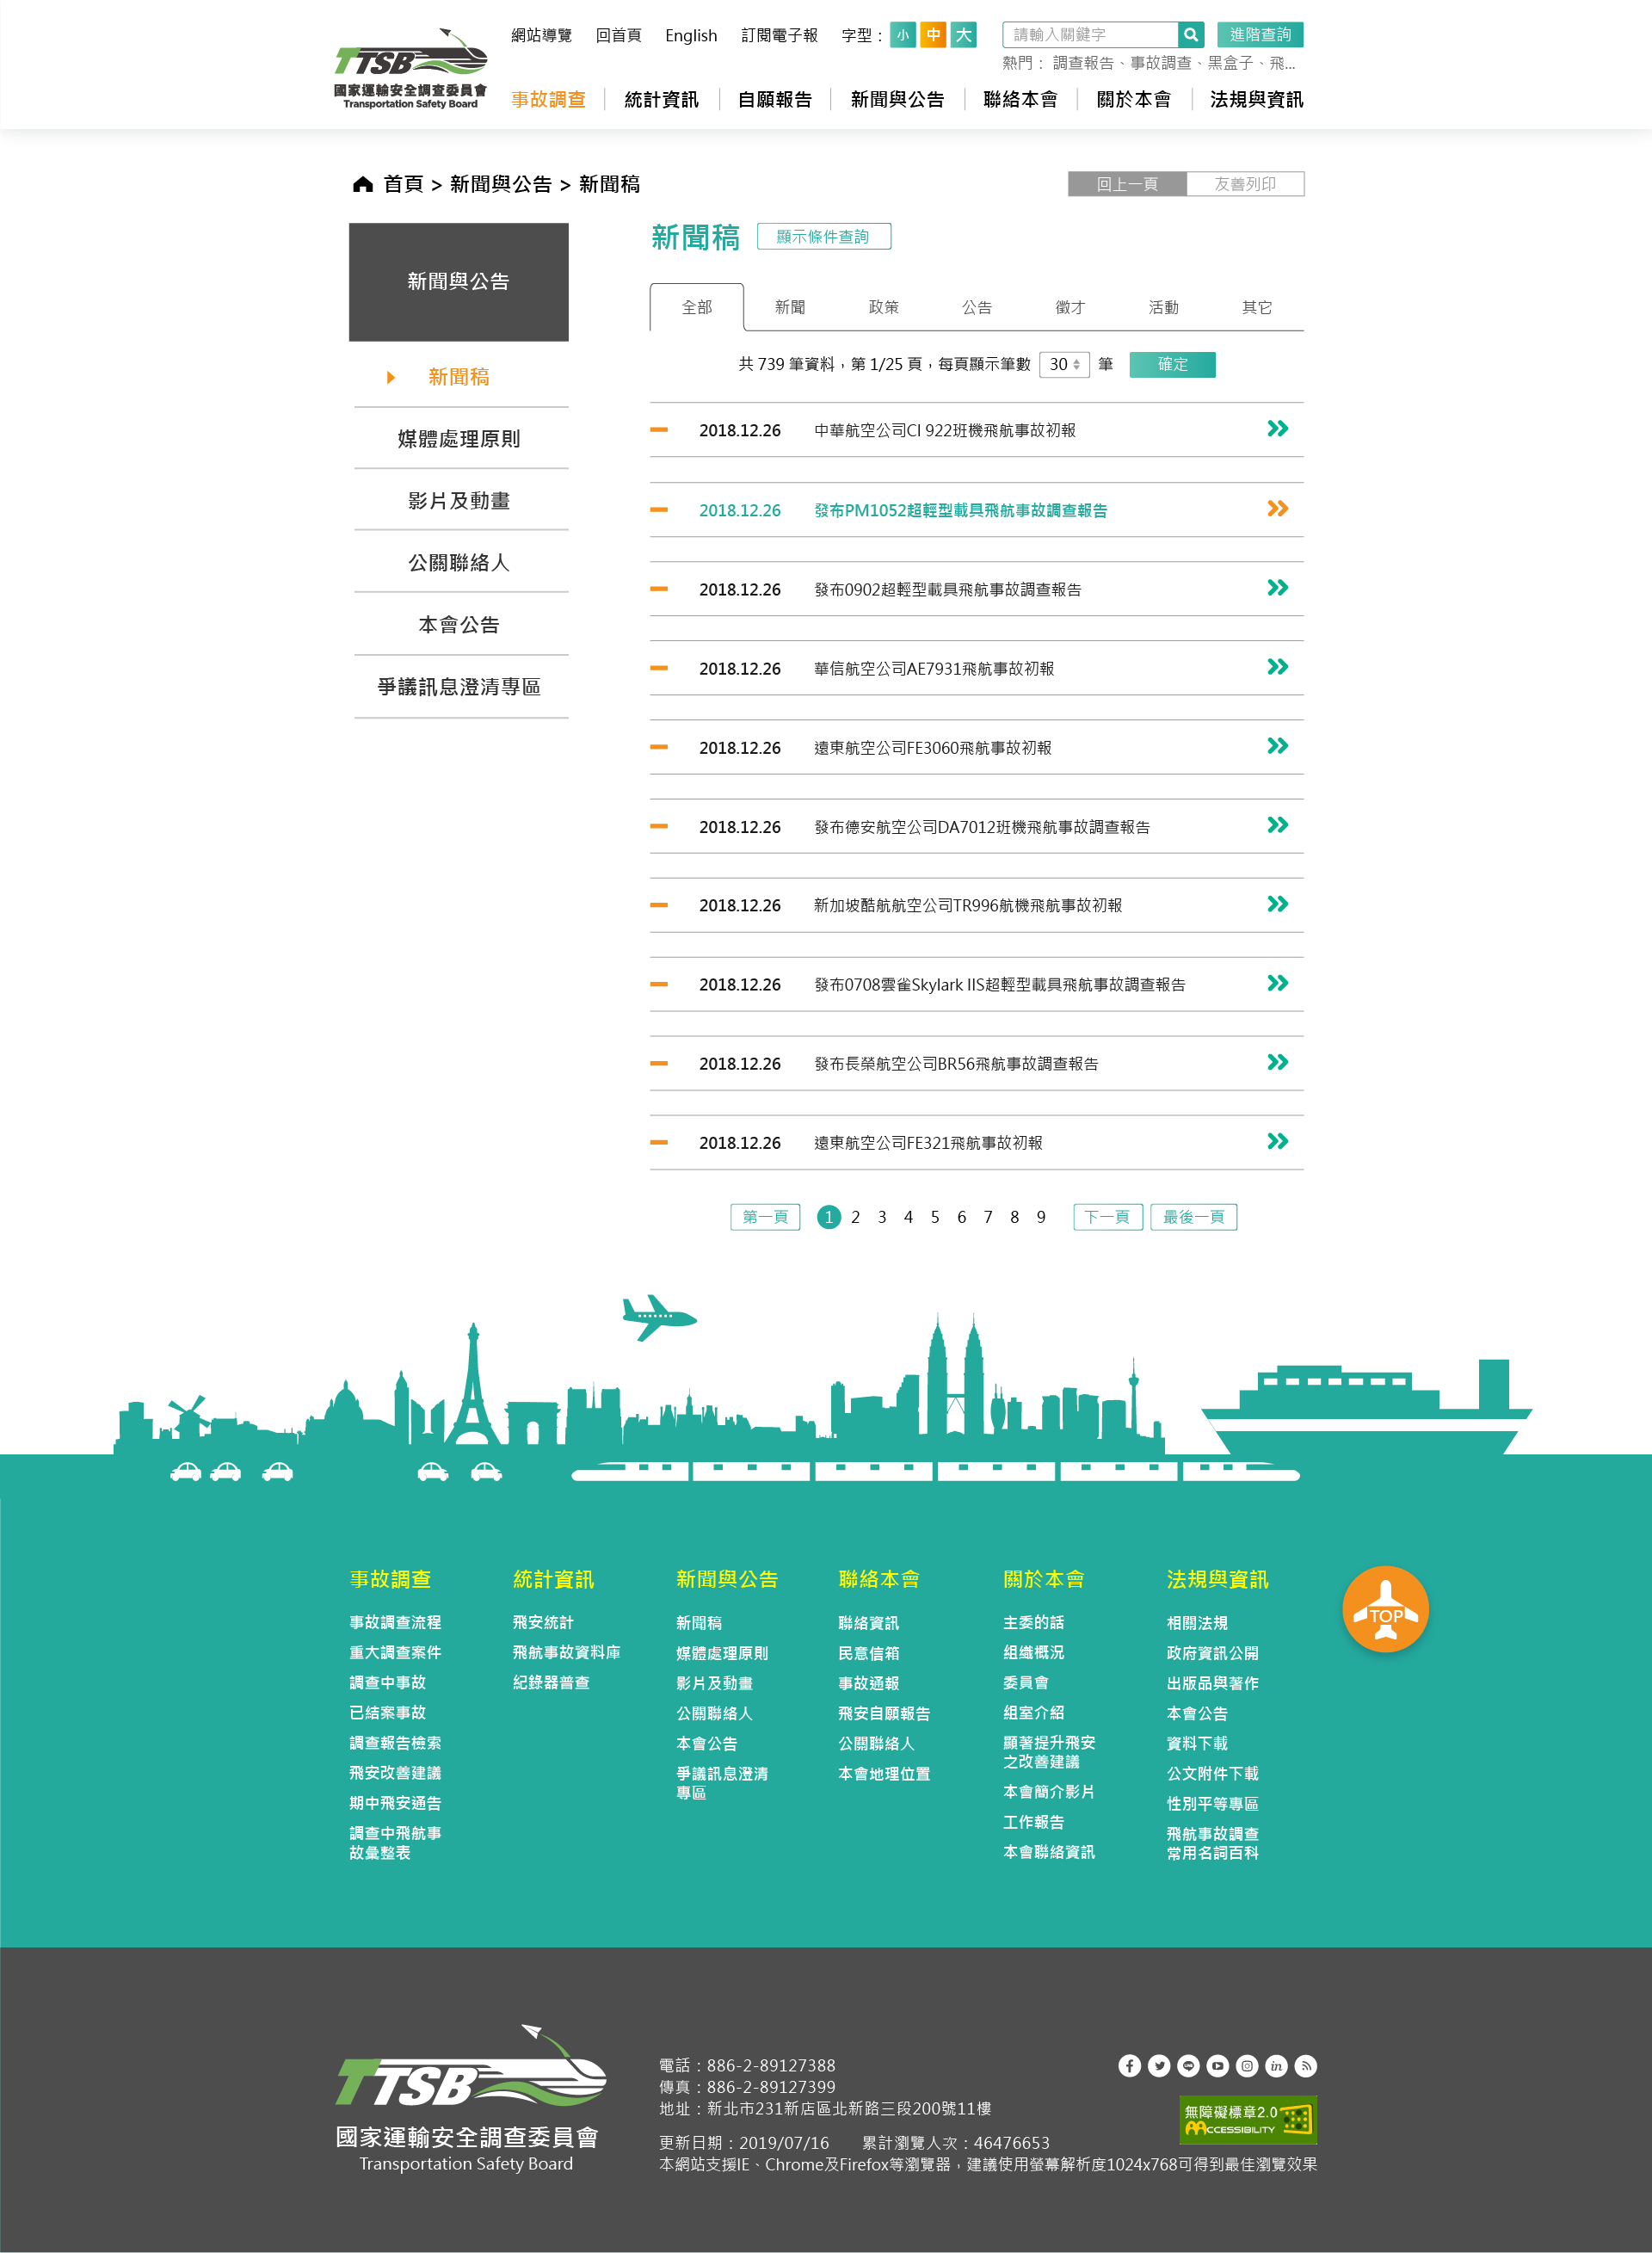 網站導覽 回首頁 English 訂閱電子報 字型： 小 中 大 請輸入關鍵字 進階查詢
熱門： 調查報告、事故調查、黑盒子、飛...
TTSB
國家運輸安全調查委員會
Transportation Safety Board
事故調查 統計資訊 自願報告 新聞與公告 聯絡本會 關於本會 法規與資訊
首頁 > 新聞與公告 > 新聞稿
回上一頁 友善列印
新聞與公告
新聞稿
媒體處理原則
影片及動畫
公關聯絡人
本會公告
爭議訊息澄清專區
新聞稿 顯示條件查詢
全部 新聞 政策 公告 徵才 活動 其它
共 739 筆資料，第 1/25 頁，每頁顯示筆數 30 筆 確定
2018.12.26 中華航空公司CI 922班機飛航事故初報
2018.12.26 發布PM1052超輕型載具飛航事故調查報告
2018.12.26 發布0902超輕型載具飛航事故調查報告
2018.12.26 華信航空公司AE7931飛航事故初報
2018.12.26 遠東航空公司FE3060飛航事故初報
2018.12.26 發布德安航空公司DA7012班機飛航事故調查報告
2018.12.26 新加坡酷航航空公司TR996航機飛航事故初報
2018.12.26 發布0708雲雀Skylark IIS超輕型載具飛航事故調查報告
2018.12.26 發布長榮航空公司BR56飛航事故調查報告
2018.12.26 遠東航空公司FE321飛航事故初報
第一頁 1 2 3 4 5 6 7 8 9 下一頁 最後一頁
事故調查
事故調查流程
重大調查案件
調查中事故
已結案事故
調查報告檢索
飛安改善建議
期中飛安通告
調查中飛航事
故彙整表
統計資訊
飛安統計
飛航事故資料庫
紀錄器普查
新聞與公告
新聞稿
媒體處理原則
影片及動畫
公關聯絡人
本會公告
爭議訊息澄清
專區
聯絡本會
聯絡資訊
民意信箱
事故通報
飛安自願報告
公關聯絡人
本會地理位置
關於本會
主委的話
組織概況
委員會
組室介紹
顯著提升飛安
之改善建議
本會簡介影片
工作報告
本會聯絡資訊
法規與資訊
相關法規
政府資訊公開
出版品與著作
本會公告
資料下載
公文附件下載
性別平等專區
飛航事故調查
常用名詞百科
TOP
TTSB
國家運輸安全調查委員會
Transportation Safety Board
電話：886-2-89127388
傳真：886-2-89127399
地址：新北市231新店區北新路三段200號11樓
更新日期：2019/07/16 累計瀏覽人次：46476653
本網站支援IE、Chrome及Firefox等瀏覽器，建議使用螢幕解析度1024x768可得到最佳瀏覽效果
in
無障礙標章2.0
ACCESSIBILITY